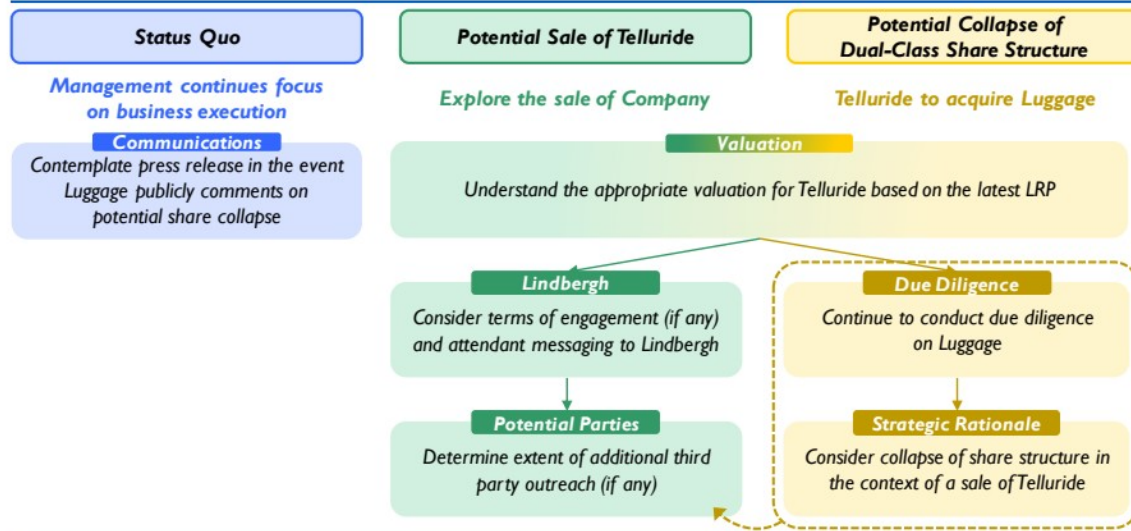 Status Quo
Potential Sale of Telluride
Potential Collapse of
Dual-Class Share Structure
Management continues focus
on business execution
Explore the sale of Company
Telluride to acquire Luggage
Communications
Contemplate press release in the event
Luggage publicly comments on
potential share collapse
Valuation
Understand the appropriate valuation for Telluride based on the latest LRP
Lindbergh
Consider terms of engagement (if any)
and attendant messaging to Lindbergh
Due Diligence
Continue to conduct due diligence
on Luggage
Potential Parties
Determine extent of additional third
party outreach (if any)
Strategic Rationale
Consider collapse of share structure in
the context of a sale of Telluride